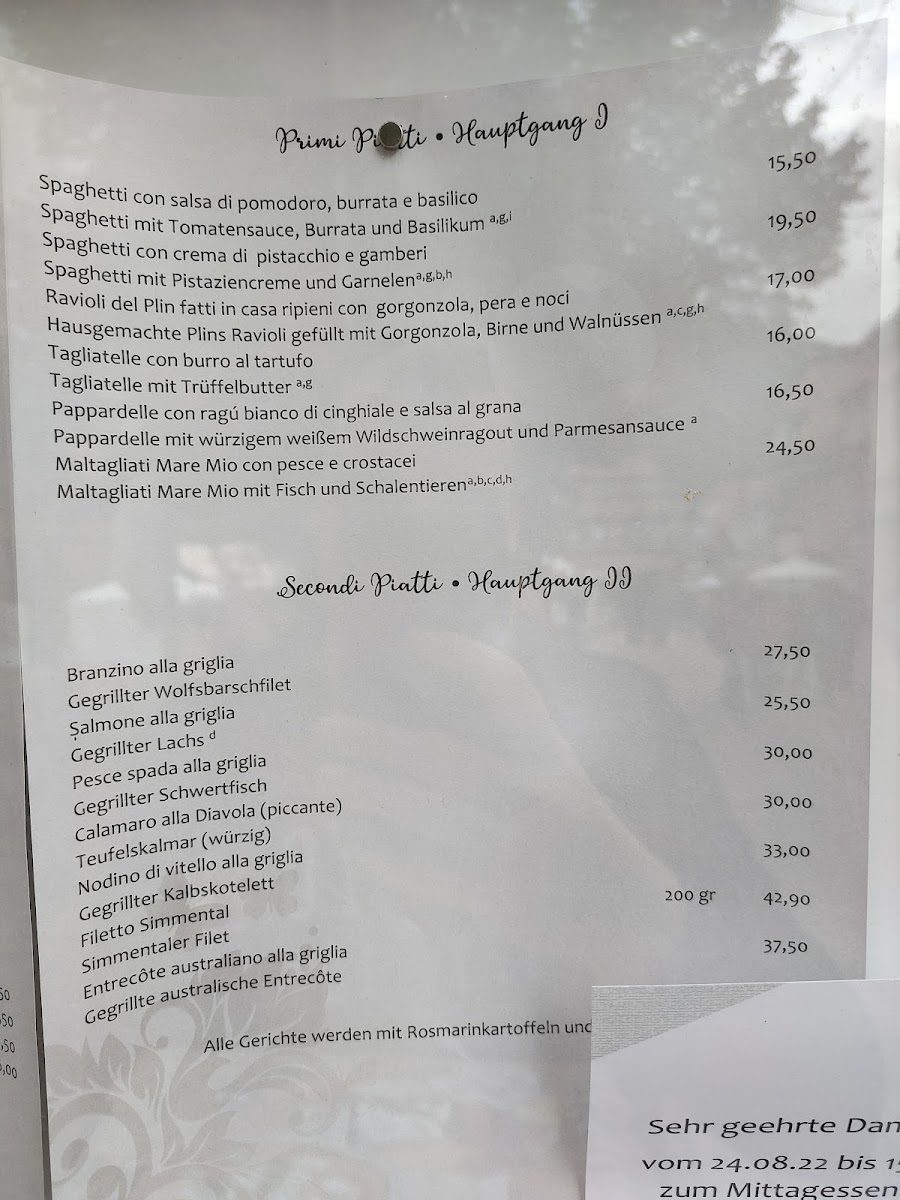 Primi Piatti • Hauptgang I
Spaghetti con salsa di pomodoro, burrata e basilico 15,50
Spaghetti mit Tomatensauce, Burrata und Basilikum a,g,i
Spaghetti con crema di pistacchio e gamberi 19,50
Spaghetti mit Pistaziencreme und Garnelen a,g,b,h
Ravioli del Plin fatti in casa ripieni con gorgonzola, pera e noci 17,00
Hausgemachte Plins Ravioli gefüllt mit Gorgonzola, Birne und Walnüssen a,c,g,h
Tagliatelle con burro al tartufo 16,00
Tagliatelle mit Trüffelbutter a,g
Pappardelle con ragú bianco di cinghiale e salsa al grana 16,50
Pappardelle mit würzigem weißem Wildschweinragout und Parmesansauce a
Maltagliati Mare Mio con pesce e crostacei 24,50
Maltagliati Mare Mio mit Fisch und Schalentieren a,b,c,d,h
Secondi Piatti • Hauptgang II
Branzino alla griglia 27,50
Gegrillter Wolfsbarschfilet
Salmone alla griglia 25,50
Gegrillter Lachs d
Pesce spada alla griglia 30,00
Gegrillter Schwertfisch
Calamaro alla Diavola (piccante) 30,00
Teufelskalmar (würzig)
Nodino di vitello alla griglia 33,00
Gegrillter Kalbskotelett
Filetto Simmental 200 gr 42,90
Simmentaler Filet
Entrecôte australiano alla griglia 37,50
Gegrillte australische Entrecôte
Alle Gerichte werden mit Rosmarinkartoffeln und
Sehr geehrte Dam
vom 24.08.22 bis
zum Mittagessen